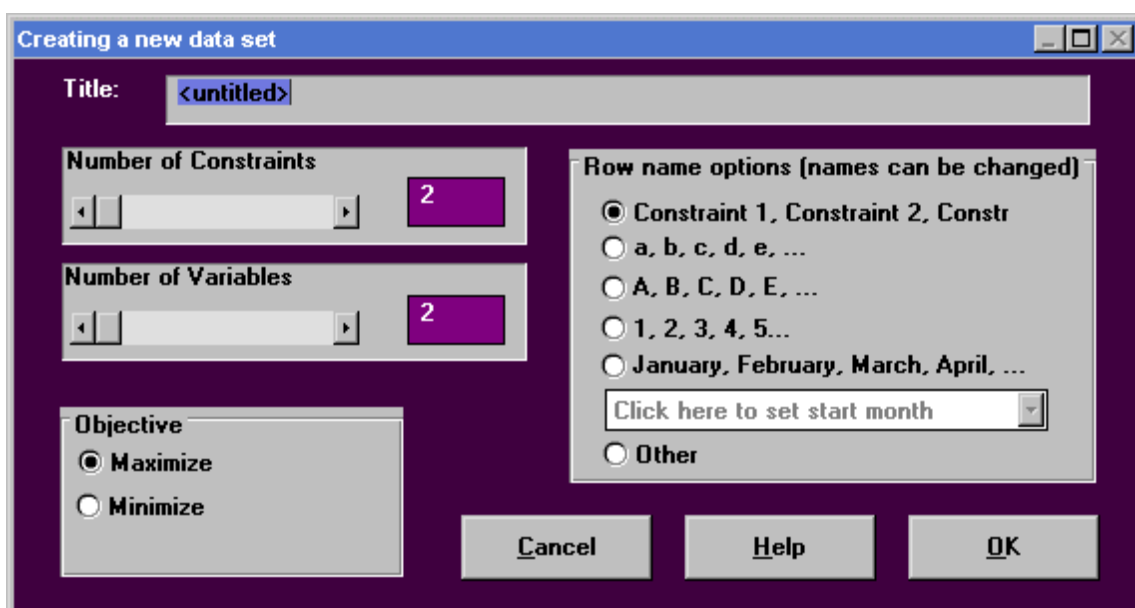 Creating a new data set
Title: <untitled>
Number of Constraints
2
Number of Variables
2
Objective
Maximize
Minimize
Row name options (names can be changed)
Constraint 1, Constraint 2, Constr
a, b, c, d, e, ...
A, B, C, D, E, ...
1, 2, 3, 4, 5...
January, February, March, April, ...
Click here to set start month
Other
Cancel Help OK